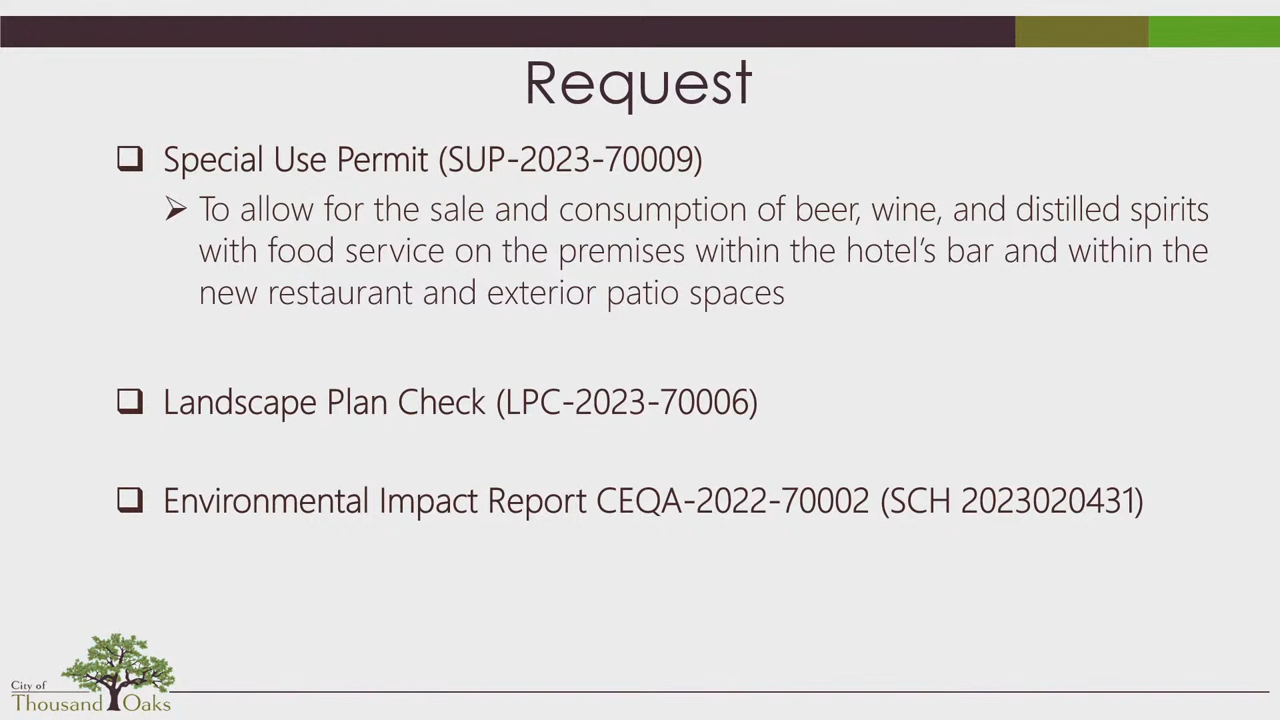 Request
Special Use Permit (SUP-2023-70009)
To allow for the sale and consumption of beer, wine, and distilled spirits
with food service on the premises within the hotel's bar and within the
new restaurant and exterior patio spaces
Landscape Plan Check (LPC-2023-70006)
Environmental Impact Report CEQA-2022-70002 (SCH 2023020431)
City of
Thousand Oaks